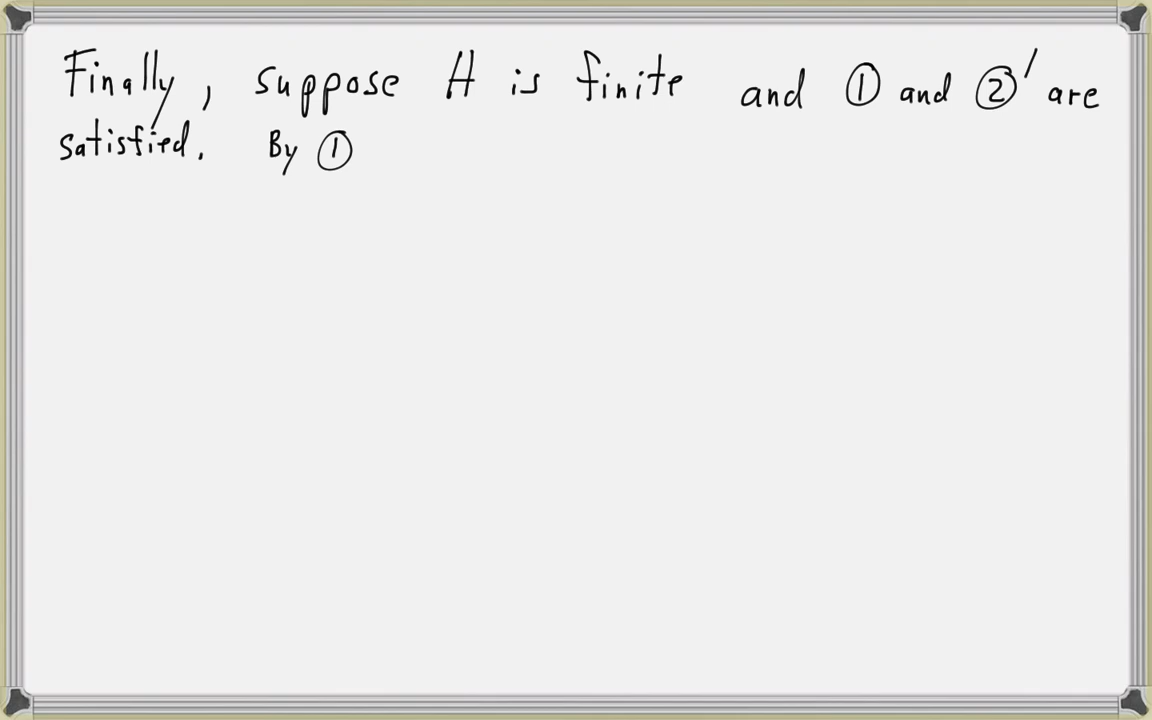 Finally, suppose H is finite and ① and ②' are
satisfied. By ①